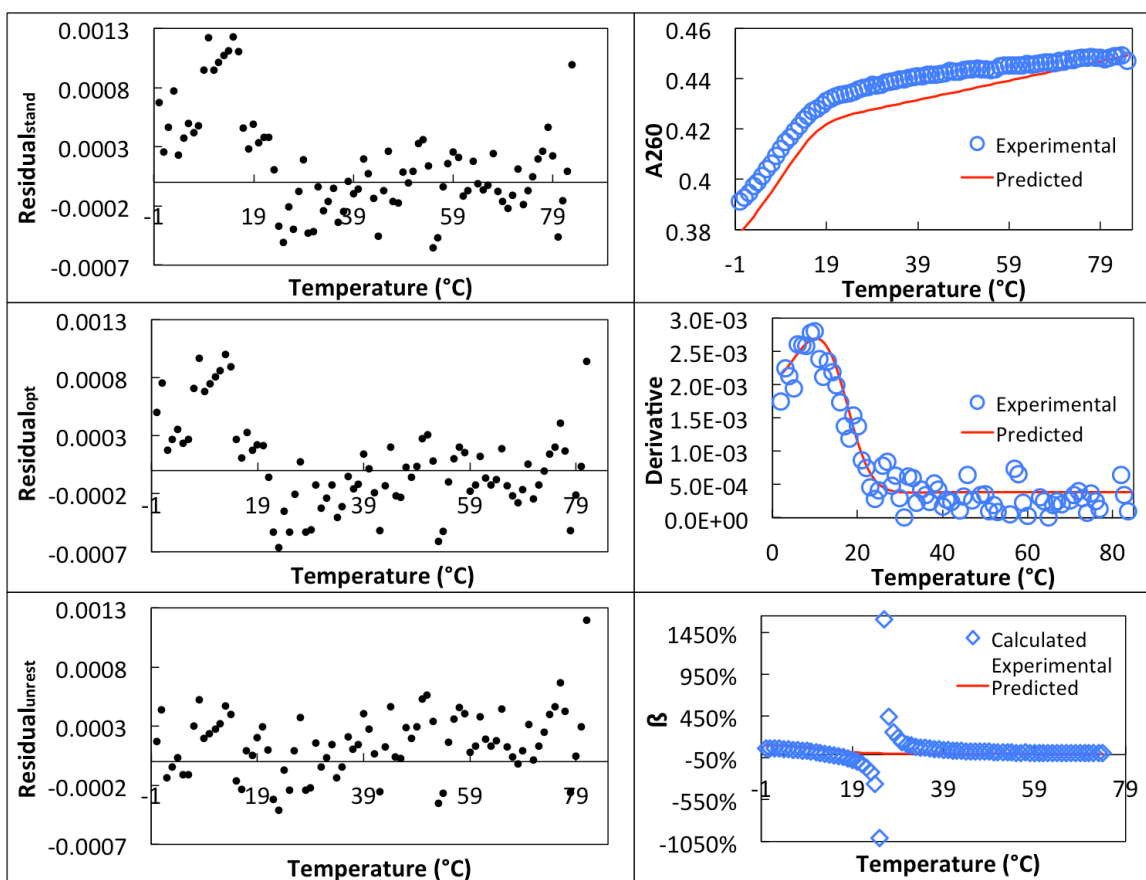 0.0013
0.0008
0.0003
-0.0002
-0.0007
-1
19
39
59
79
Residualstand
Temperature (°C)
0.46
0.44
0.42
0.4
0.38
-1
19
39
59
79
A260
Experimental
Predicted
Temperature (°C)
0.0013
0.0008
0.0003
-0.0002
-0.0007
-1
19
39
59
79
Residualopt
Temperature (°C)
3.0E-03
2.5E-03
2.0E-03
1.5E-03
1.0E-03
5.0E-04
0.0E+00
0
20
40
60
80
Derivative
Experimental
Predicted
Temperature (°C)
0.0013
0.0008
0.0003
-0.0002
-0.0007
-1
19
39
59
79
Residualunrest
Temperature (°C)
1450%
950%
450%
-50%
-550%
-1050%
-1
19
39
59
79
ß
Calculated
Experimental
Predicted
Temperature (°C)